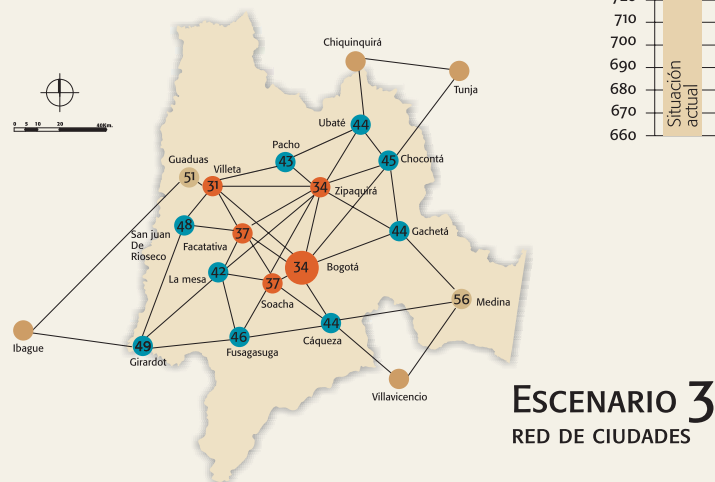 720
710
700
690
680
670
660
Situación
actual
Chiquinquirá
Tunja
0 5 10 20 40Km.
Ubaté
44
Pacho
43
45
Chocontá
Guaduas
51
Villeta
31
34
Zipaquirá
48
San juan
De
Rioseco
37
Facatativa
44
Gachetá
34
Bogotá
42
La mesa
37
Soacha
56
Medina
44
Cáqueza
46
Fusagasuga
Ibague
49
Girardot
Villavicencio
ESCENARIO 3
RED DE CIUDADES